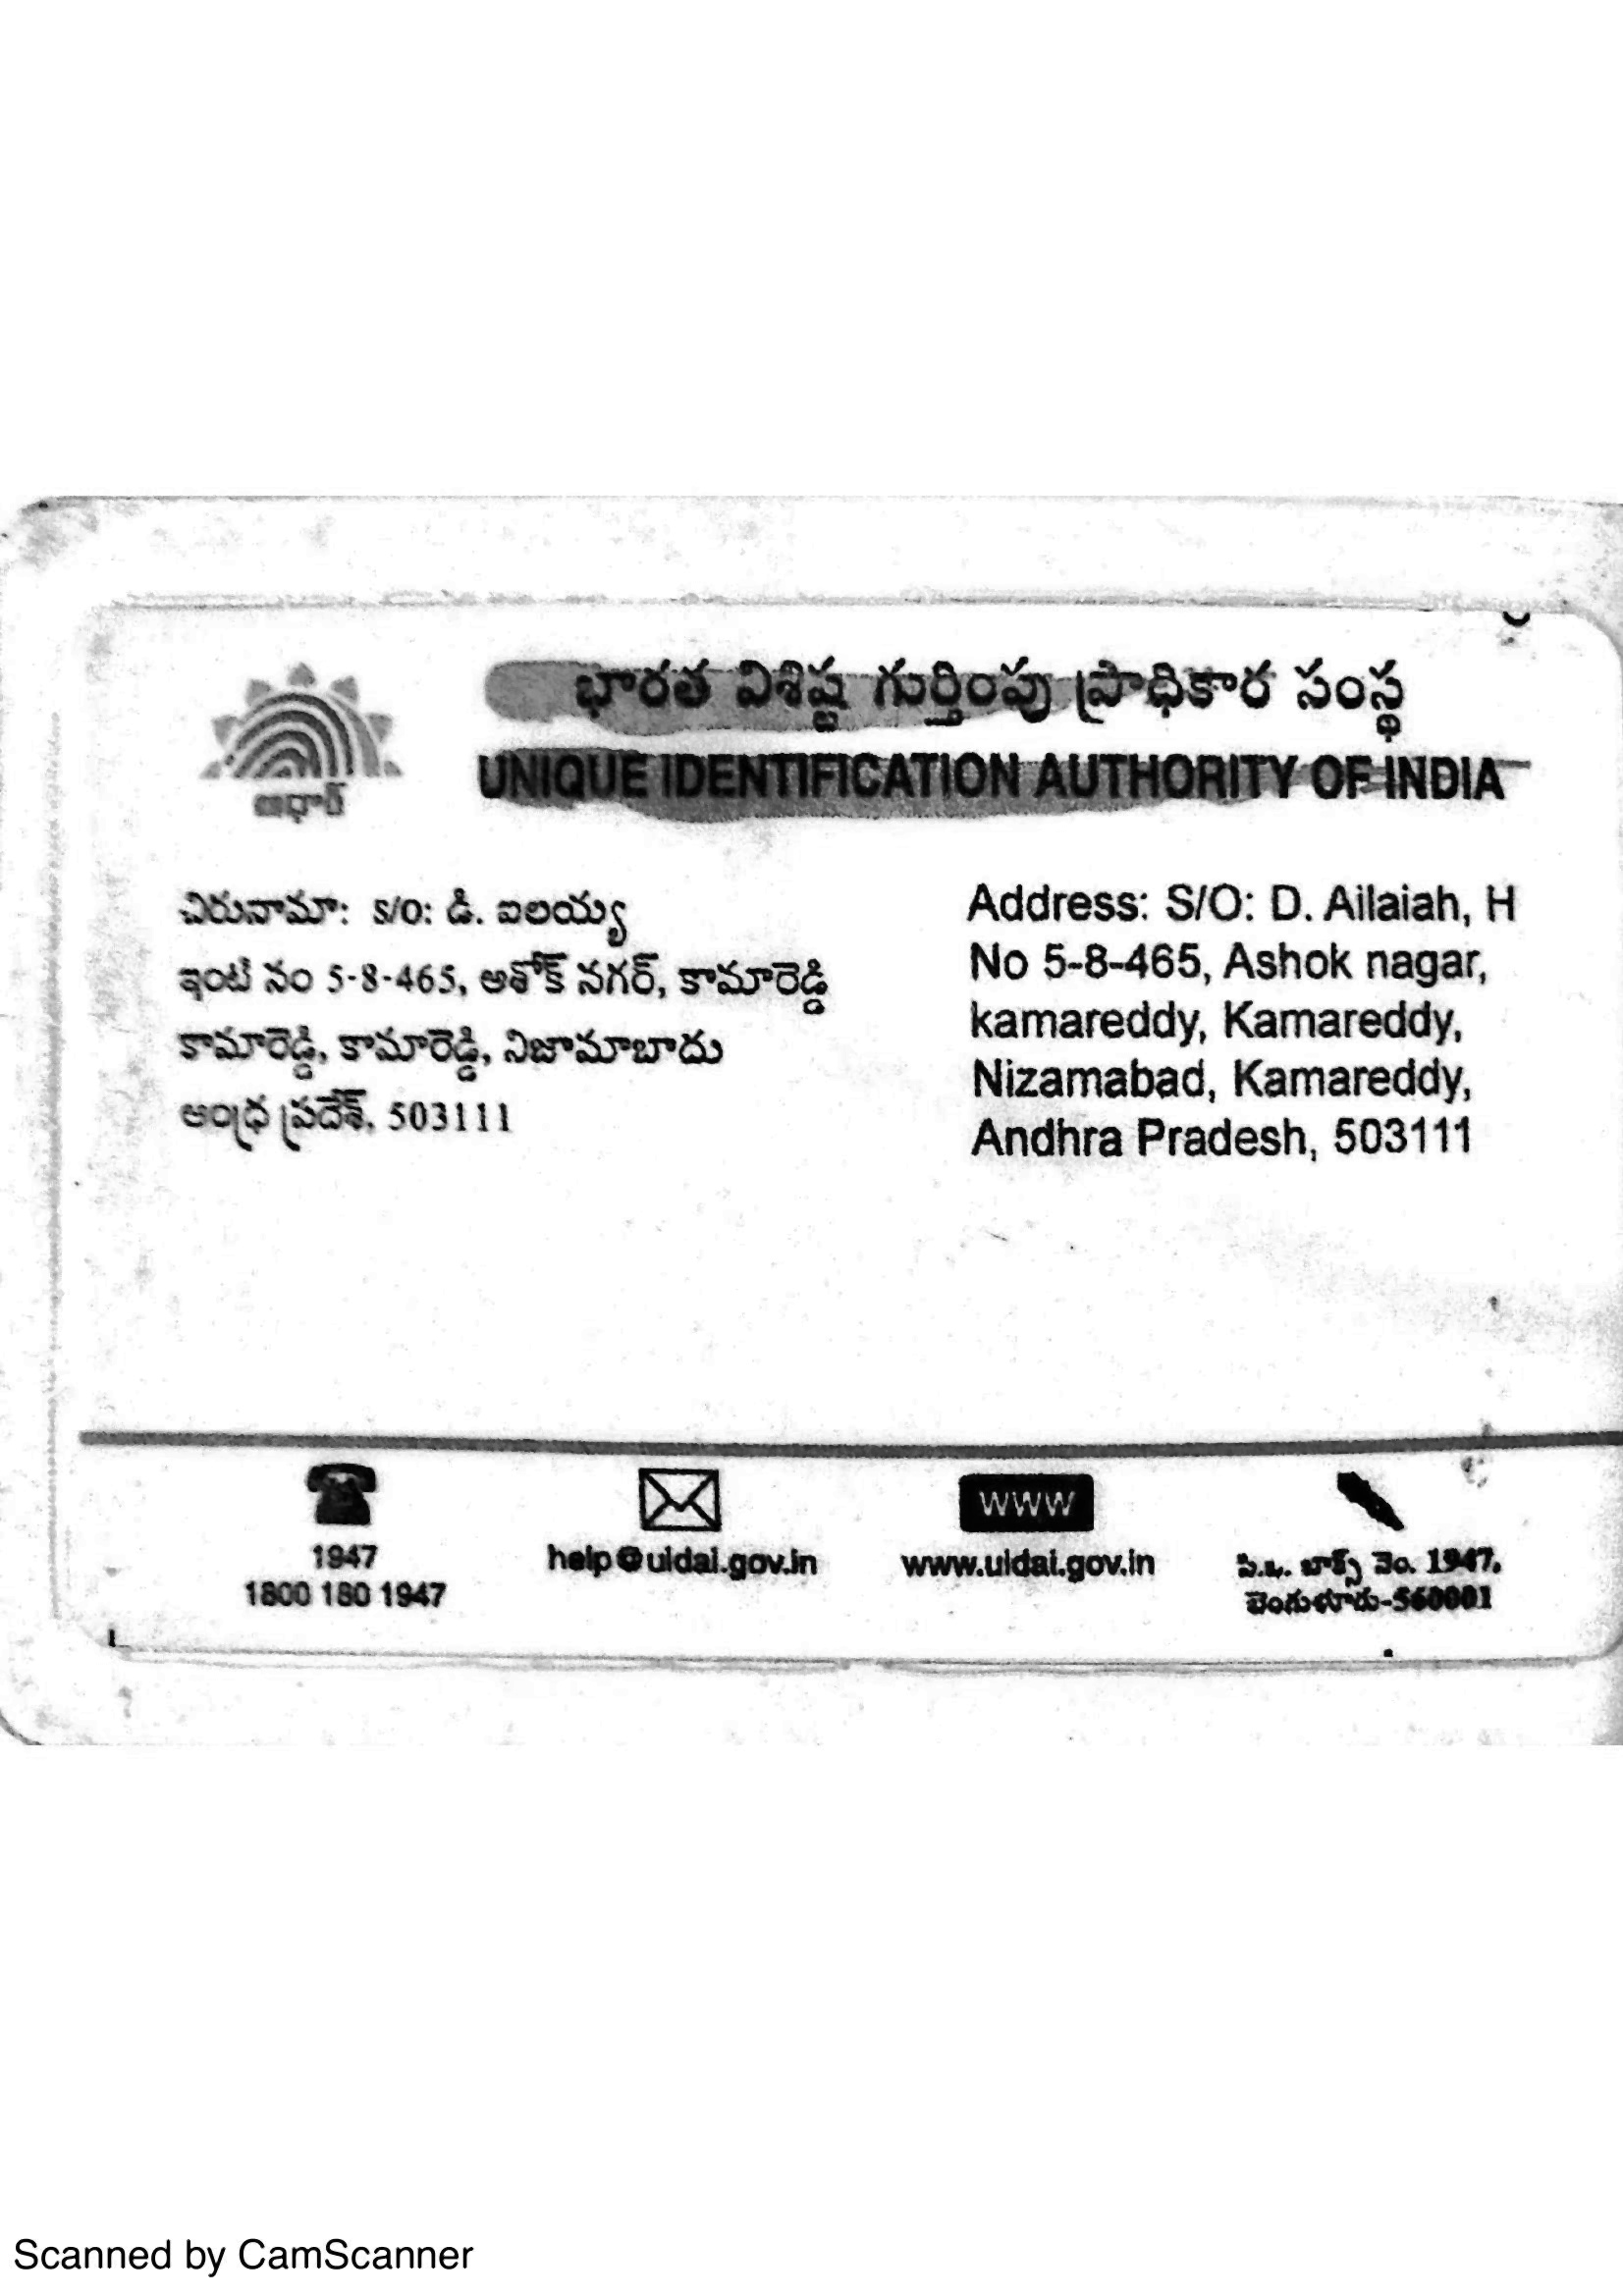 భారత విశిష్ట గుర్తింపు ప్రాధికార సంస్థ
UNIQUE IDENTIFICATION AUTHORITY OF INDIA
ఆధార్
చిరునామా: S/O: డి. ఐలయ్య
ఇంటి నం 5-8-465, అశోక్ నగర్, కామారెడ్డి
కామారెడ్డి, కామారెడ్డి, నిజామాబాదు
ఆంధ్ర ప్రదేశ్, 503111
Address: S/O: D. Ailaiah, H
No 5-8-465, Ashok nagar,
kamareddy, Kamareddy,
Nizamabad, Kamareddy,
Andhra Pradesh, 503111
1947
1800 180 1947
help@uidai.gov.in
WWW
www.uidai.gov.in
పి.ఒ. బాక్స్ నెం. 1947,
బెంగుళూరు-560001
Scanned by CamScanner